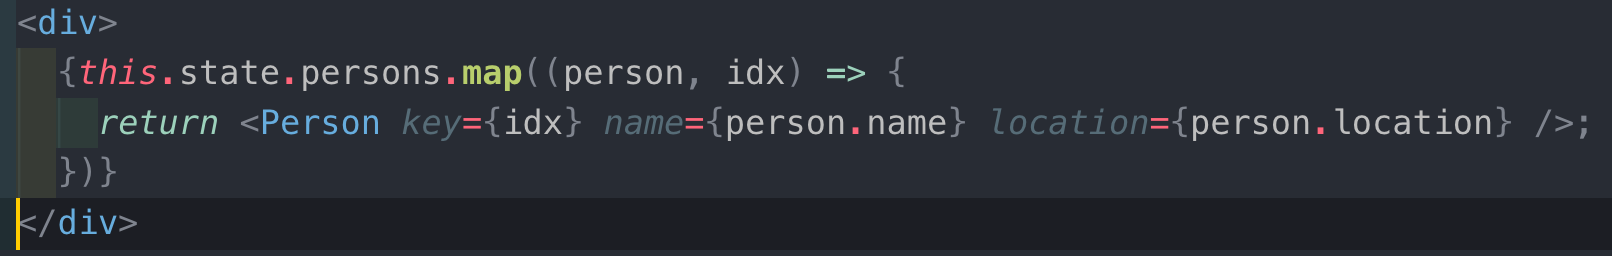 <div>
  {this.state.persons.map((person, idx) => {
    return <Person key={idx} name={person.name} location={person.location} />;
  })}
</div>